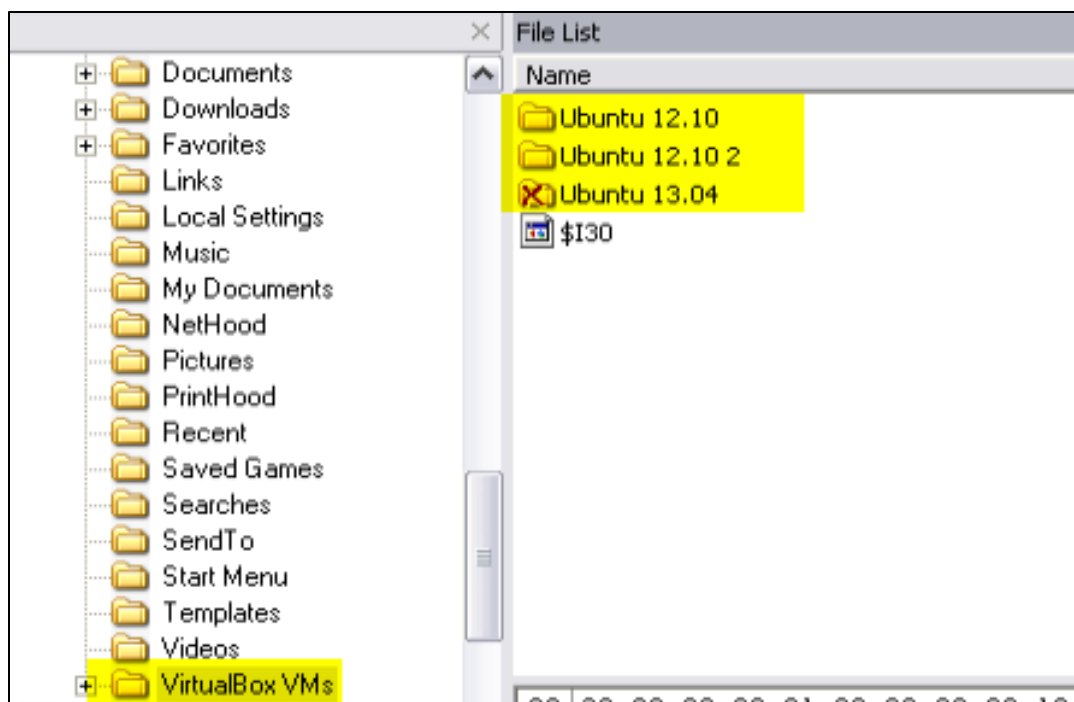 File List
Name
Documents
Downloads
Favorites
Links
Local Settings
Music
My Documents
NetHood
Pictures
PrintHood
Recent
Saved Games
Searches
SendTo
Start Menu
Templates
Videos
VirtualBox VMs
Ubuntu 12.10
Ubuntu 12.10 2
Ubuntu 13.04
$I30